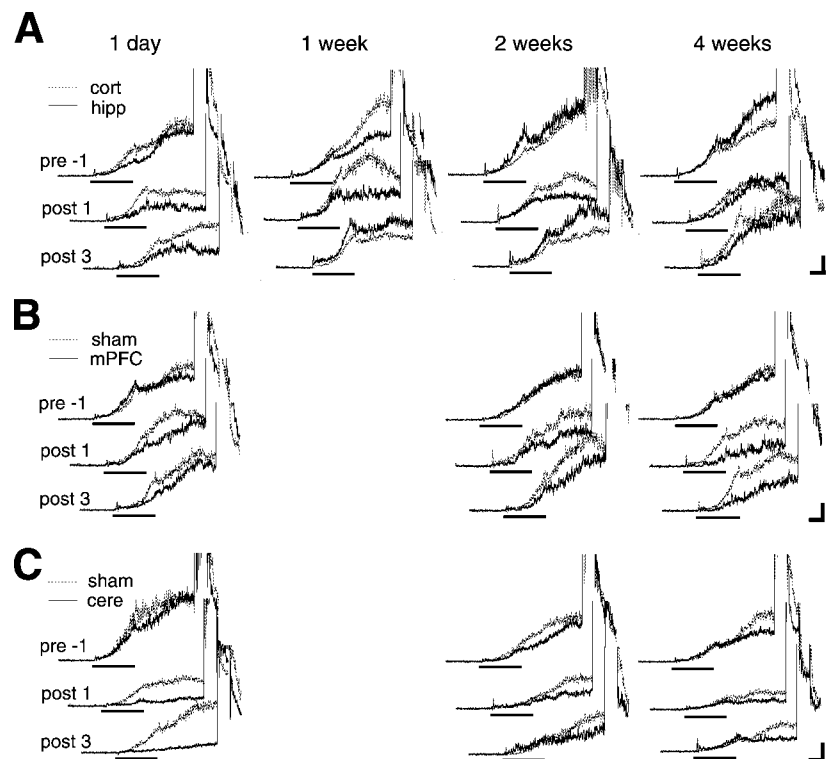 A
1 day 1 week 2 weeks 4 weeks
cort
hipp
pre -1
post 1
post 3
B
sham
mPFC
pre -1
post 1
post 3
C
sham
cere
pre -1
post 1
post 3